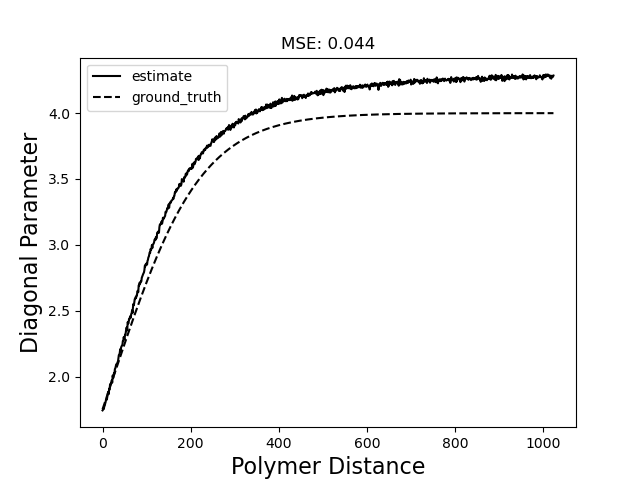 MSE: 0.044
estimate
ground_truth
4.0
3.5
3.0
2.5
2.0
Diagonal Parameter
0 200 400 600 800 1000
Polymer Distance